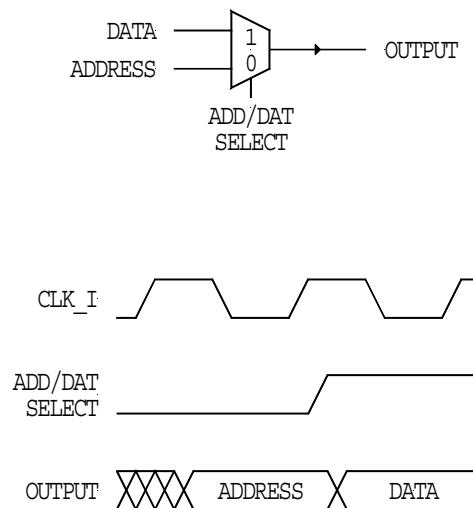 DATA
1
OUTPUT
ADDRESS
0
ADD/DAT
SELECT
CLK_I
ADD/DAT
SELECT
OUTPUT
ADDRESS
DATA